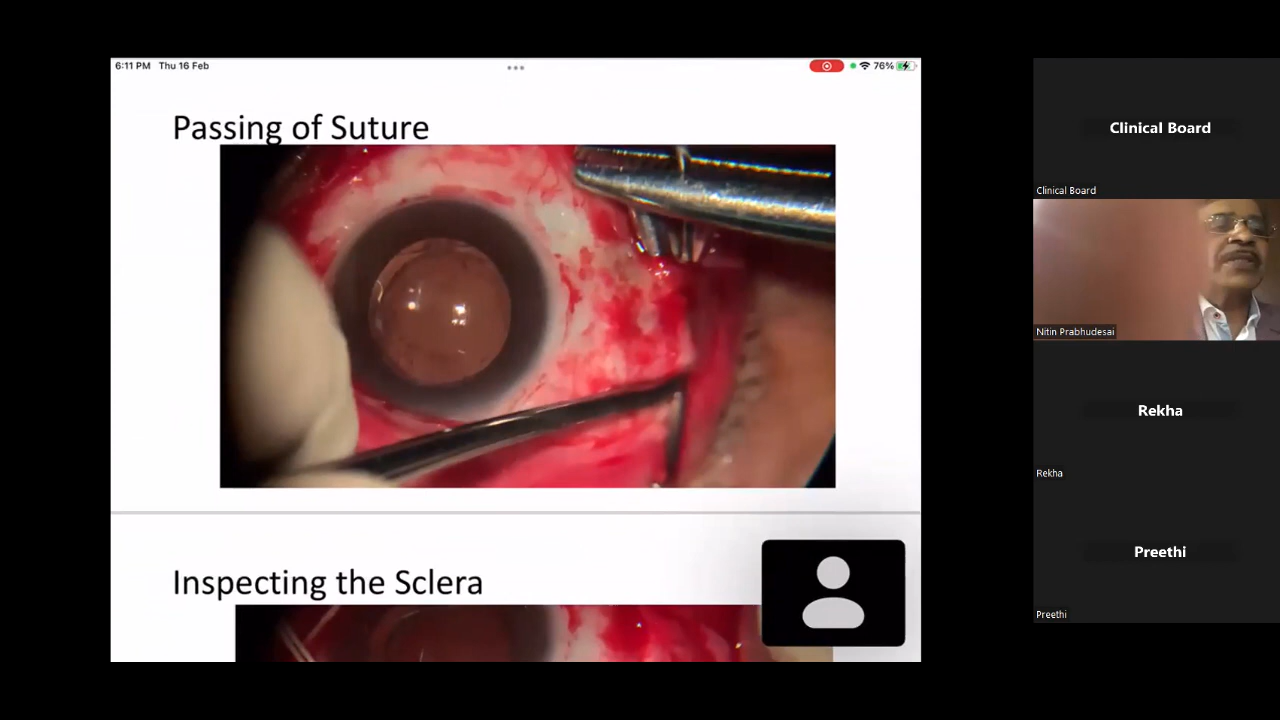 6:11 PM Thu 16 Feb
76%
Passing of Suture
Inspecting the Sclera
Clinical Board
Clinical Board
Nitin Prabhudesai
Rekha
Rekha
Preethi
Preethi